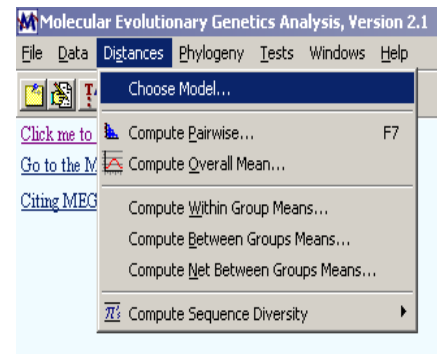 Molecular Evolutionary Genetics Analysis, Version 2.1
File Data Distances Phylogeny Tests Windows Help
Choose Model...
Click me to
Compute Pairwise... F7
Go to the M
Compute Overall Mean...
Citing MEG
Compute Within Group Means...
Compute Between Groups Means...
Compute Net Between Groups Means...
Compute Sequence Diversity